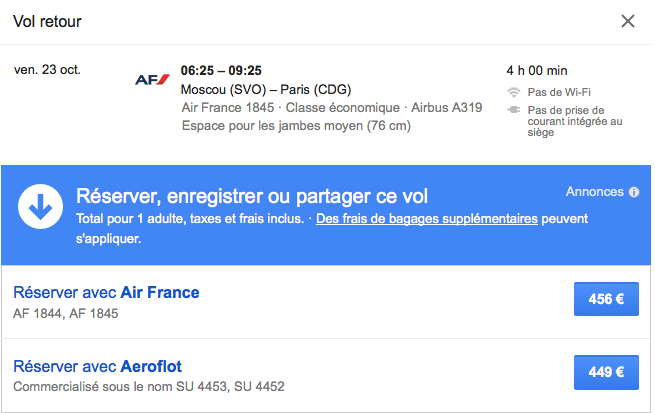 Vol retour
ven. 23 oct.
AF
06:25 – 09:25
Moscou (SVO) – Paris (CDG)
Air France 1845 · Classe économique · Airbus A319
Espace pour les jambes moyen (76 cm)
4 h 00 min
Pas de Wi-Fi
Pas de prise de
courant intégrée au
siège
Réserver, enregistrer ou partager ce vol
Annonces
Total pour 1 adulte, taxes et frais inclus. · Des frais de bagages supplémentaires peuvent
s'appliquer.
Réserver avec Air France
AF 1844, AF 1845
456 €
Réserver avec Aeroflot
Commercialisé sous le nom SU 4453, SU 4452
449 €